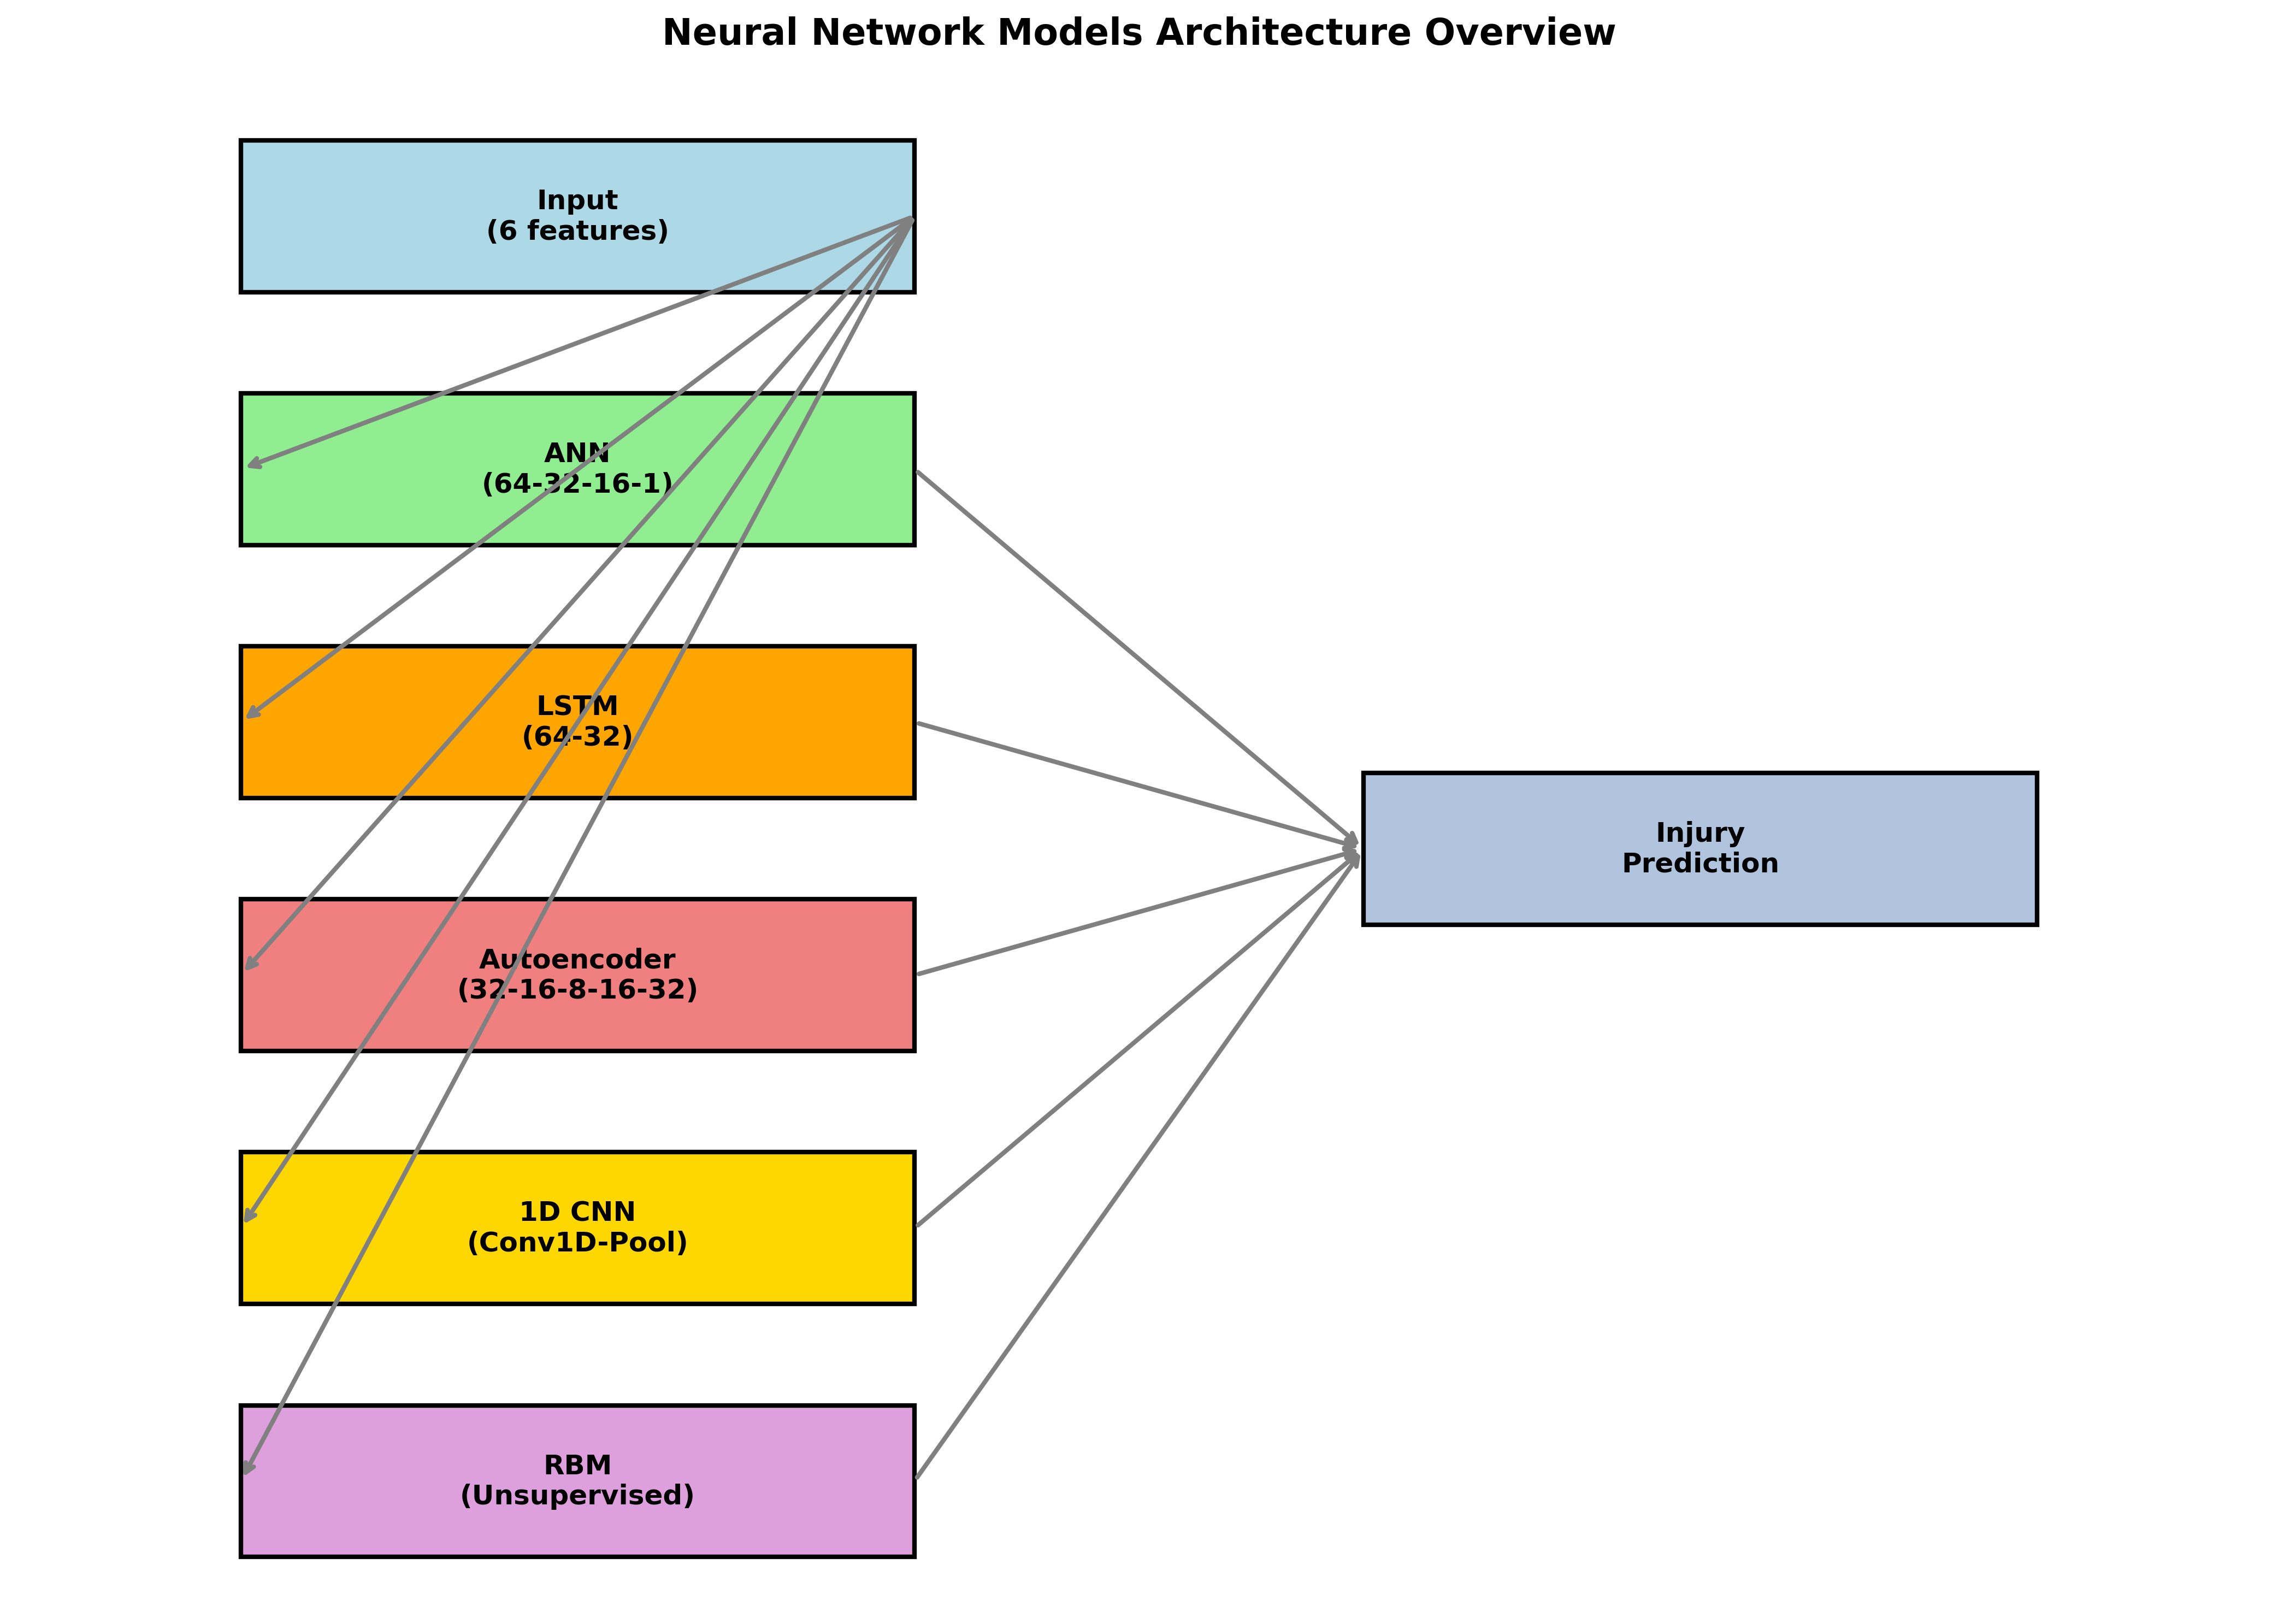 Neural Network Models Architecture Overview
Input
(6 features)
ANN
(64-32-16-1)
LSTM
(64-32)
Injury
Prediction
Autoencoder
(32-16-8-16-32)
1D CNN
(Conv1D-Pool)
RBM
(Unsupervised)